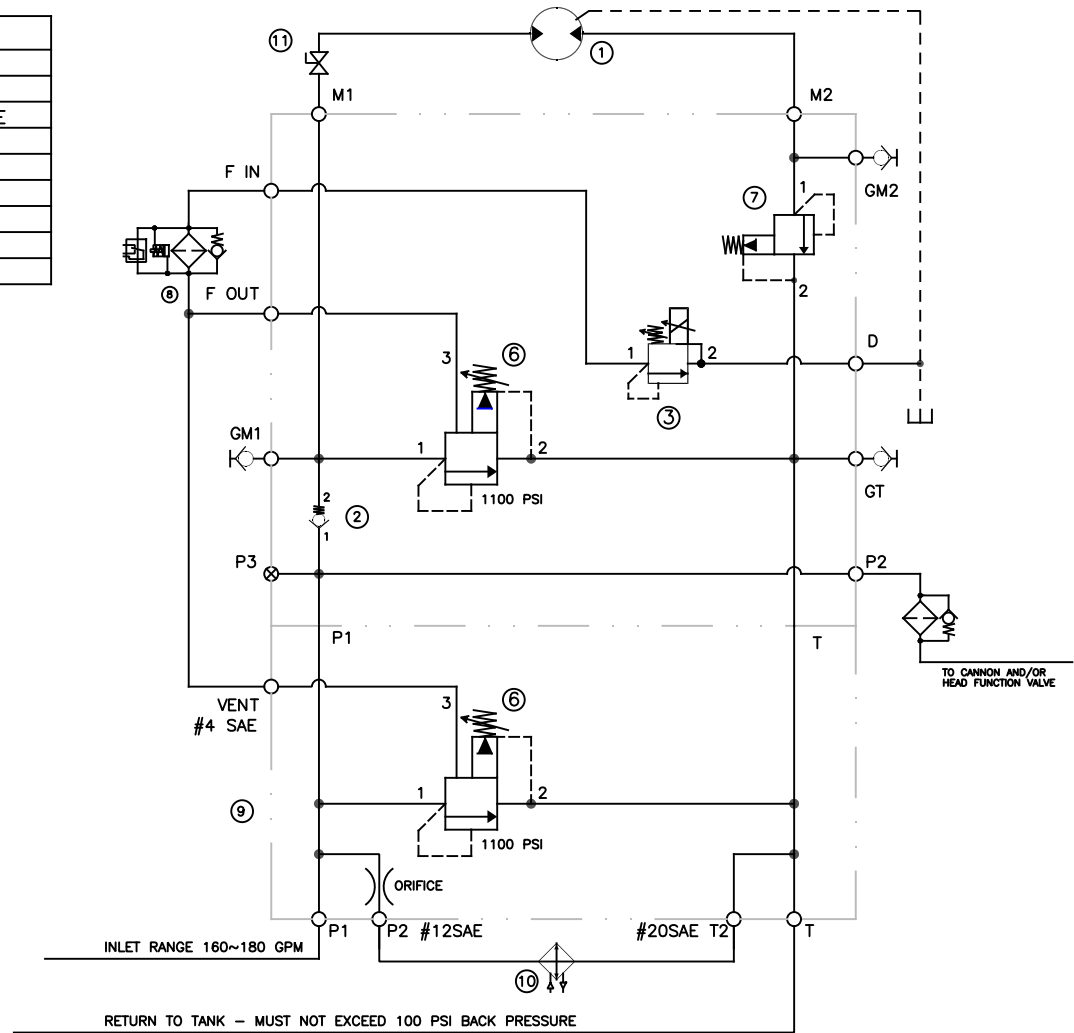 11
1
M1
M2
E
F IN
GM2
1
7
8
F OUT
2
D
3
6
1
2
3
GM1
1
2
GT
1100 PSI
2
2
1
P3
P2
P1
T
TO CANNON AND/OR
HEAD FUNCTION VALVE
VENT
#4 SAE
3
6
9
1
2
1100 PSI
ORIFICE
P1
P2
#12SAE
#20SAE
T2
T
INLET RANGE 160~180 GPM
10
RETURN TO TANK – MUST NOT EXCEED 100 PSI BACK PRESSURE